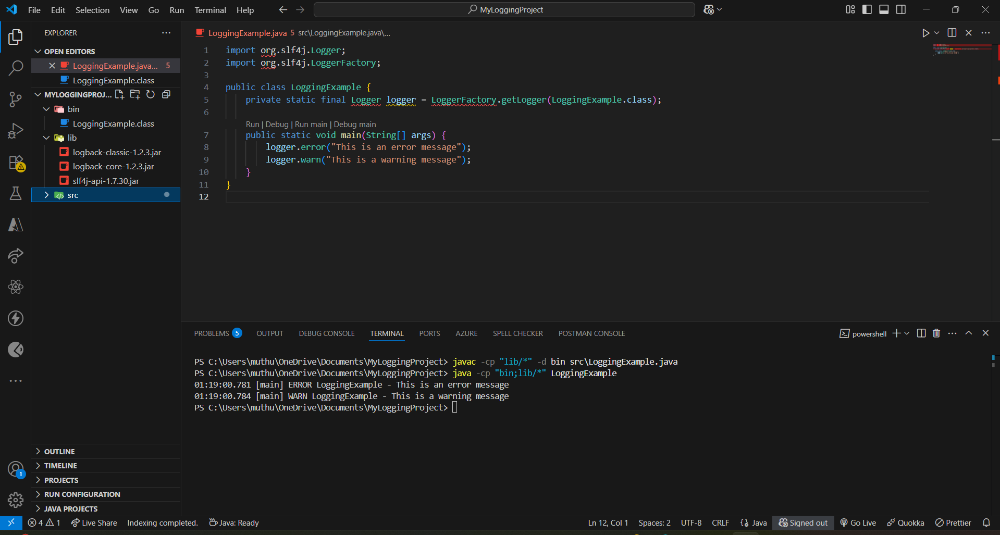 File Edit Selection View Go Run Terminal Help
MyLoggingProject
EXPLORER
OPEN EDITORS
LoggingExample.java... 5
LoggingExample.class
MYLOGGINGPROJ...
bin
LoggingExample.class
lib
logback-classic-1.2.3.jar
logback-core-1.2.3.jar
slf4j-api-1.7.30.jar
src
OUTLINE
TIMELINE
PROJECTS
RUN CONFIGURATION
JAVA PROJECTS
1
LoggingExample.java 5 src\LoggingExample.java\...
1 import org.slf4j.Logger;
2 import org.slf4j.LoggerFactory;
3
4 public class LoggingExample {
5 private static final Logger logger = LoggerFactory.getLogger(LoggingExample.class);
6
Run | Debug | Run main | Debug main
7 public static void main(String[] args) {
8 logger.error("This is an error message");
9 logger.warn("This is a warning message");
10 }
11 }
12
PROBLEMS 5 OUTPUT DEBUG CONSOLE TERMINAL PORTS AZURE SPELL CHECKER POSTMAN CONSOLE
powershell
PS C:\Users\muthu\OneDrive\Documents\MyLoggingProject> javac -cp "lib/*" -d bin src\LoggingExample.java
PS C:\Users\muthu\OneDrive\Documents\MyLoggingProject> java -cp "bin;lib/*" LoggingExample
01:19:00.781 [main] ERROR LoggingExample - This is an error message
01:19:00.784 [main] WARN LoggingExample - This is a warning message
PS C:\Users\muthu\OneDrive\Documents\MyLoggingProject>
4 1 Live Share Indexing completed. Java: Ready
Ln 12, Col 1 Spaces: 2 UTF-8 CRLF Java Signed out Go Live Quokka Prettier